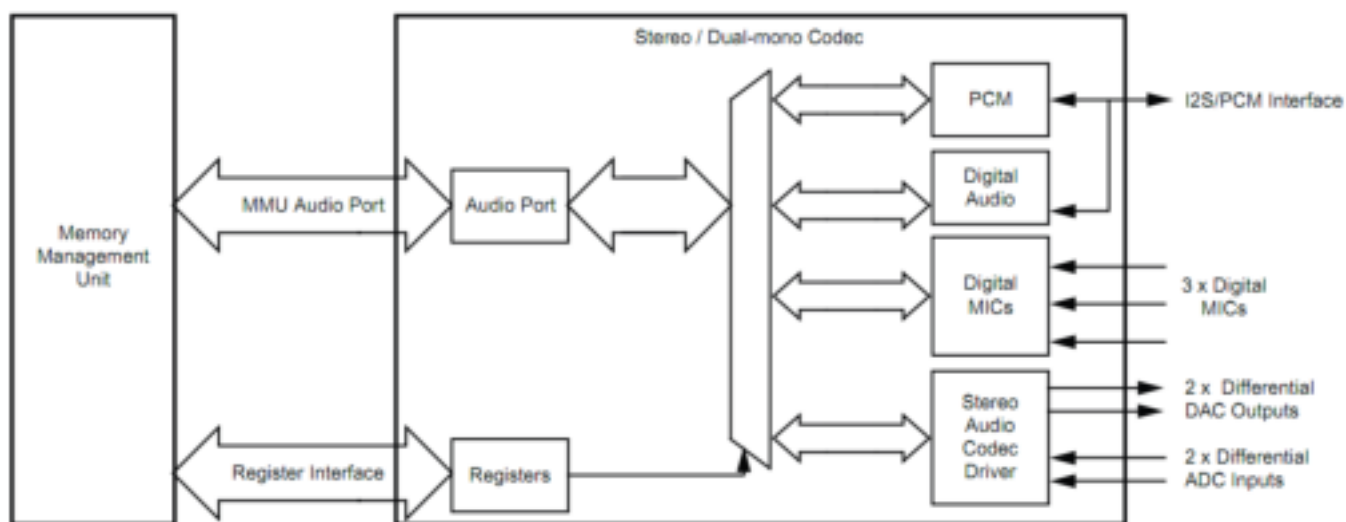 Stereo / Dual-mono Codec
PCM
I2S/PCM Interface
Digital
Audio
MMU Audio Port
Audio Port
Memory
Management
Unit
Digital
MICs
3 x Digital
MICs
Stereo
Audio
Codec
Driver
2 x Differential
DAC Outputs
2 x Differential
ADC Inputs
Register Interface
Registers